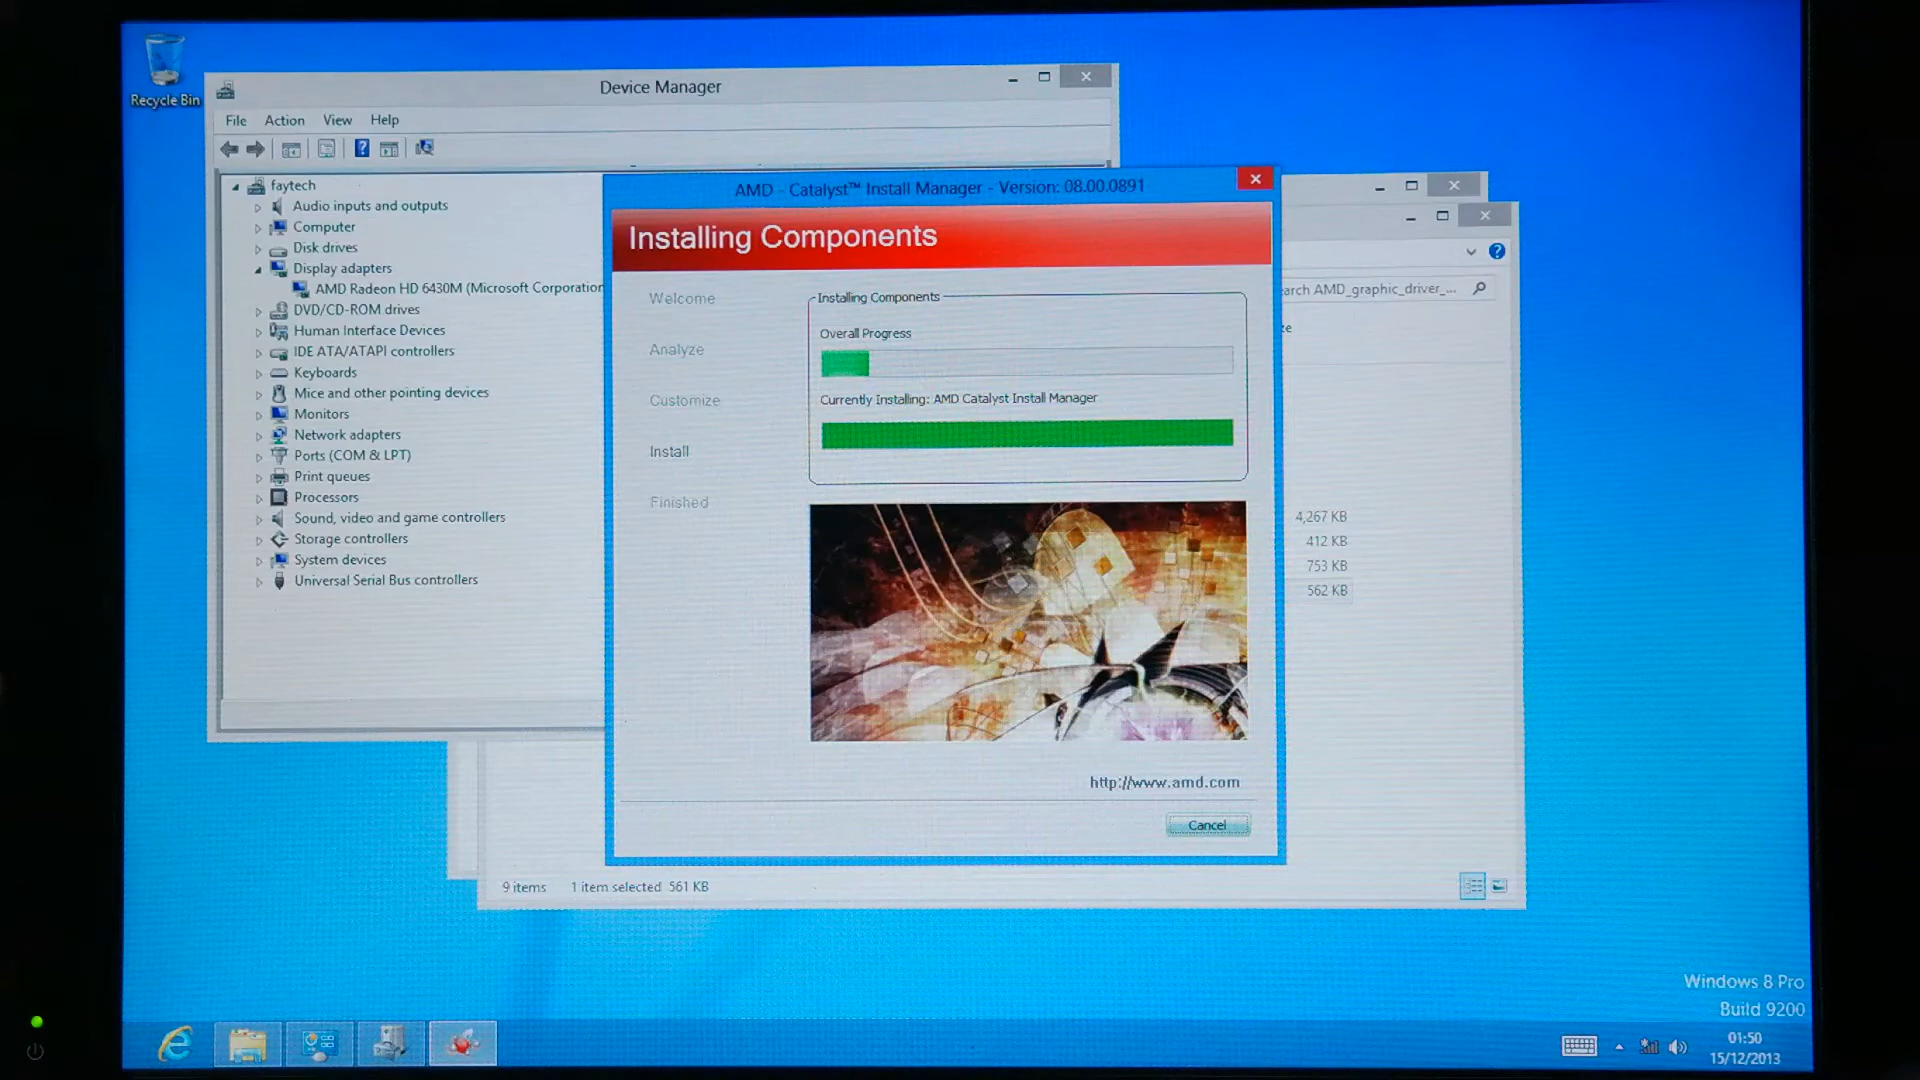 Recycle Bin
Device Manager
File Action View Help
faytech
Audio inputs and outputs
Computer
Disk drives
Display adapters
AMD Radeon HD 6430M (Microsoft Corporation
DVD/CD-ROM drives
Human Interface Devices
IDE ATA/ATAPI controllers
Keyboards
Mice and other pointing devices
Monitors
Network adapters
Ports (COM & LPT)
Print queues
Processors
Sound, video and game controllers
Storage controllers
System devices
Universal Serial Bus controllers
AMD - Catalyst™ Install Manager - Version: 08.00.0891
Installing Components
Welcome
Analyze
Customize
Install
Finished
Installing Components
Overall Progress
Currently Installing: AMD Catalyst Install Manager
http://www.amd.com
Cancel
arch AMD_graphic_driver_...
ze
4,267 KB
412 KB
753 KB
562 KB
9 items 1 item selected 561 KB
Windows 8 Pro
Build 9200
01:50
15/12/2013